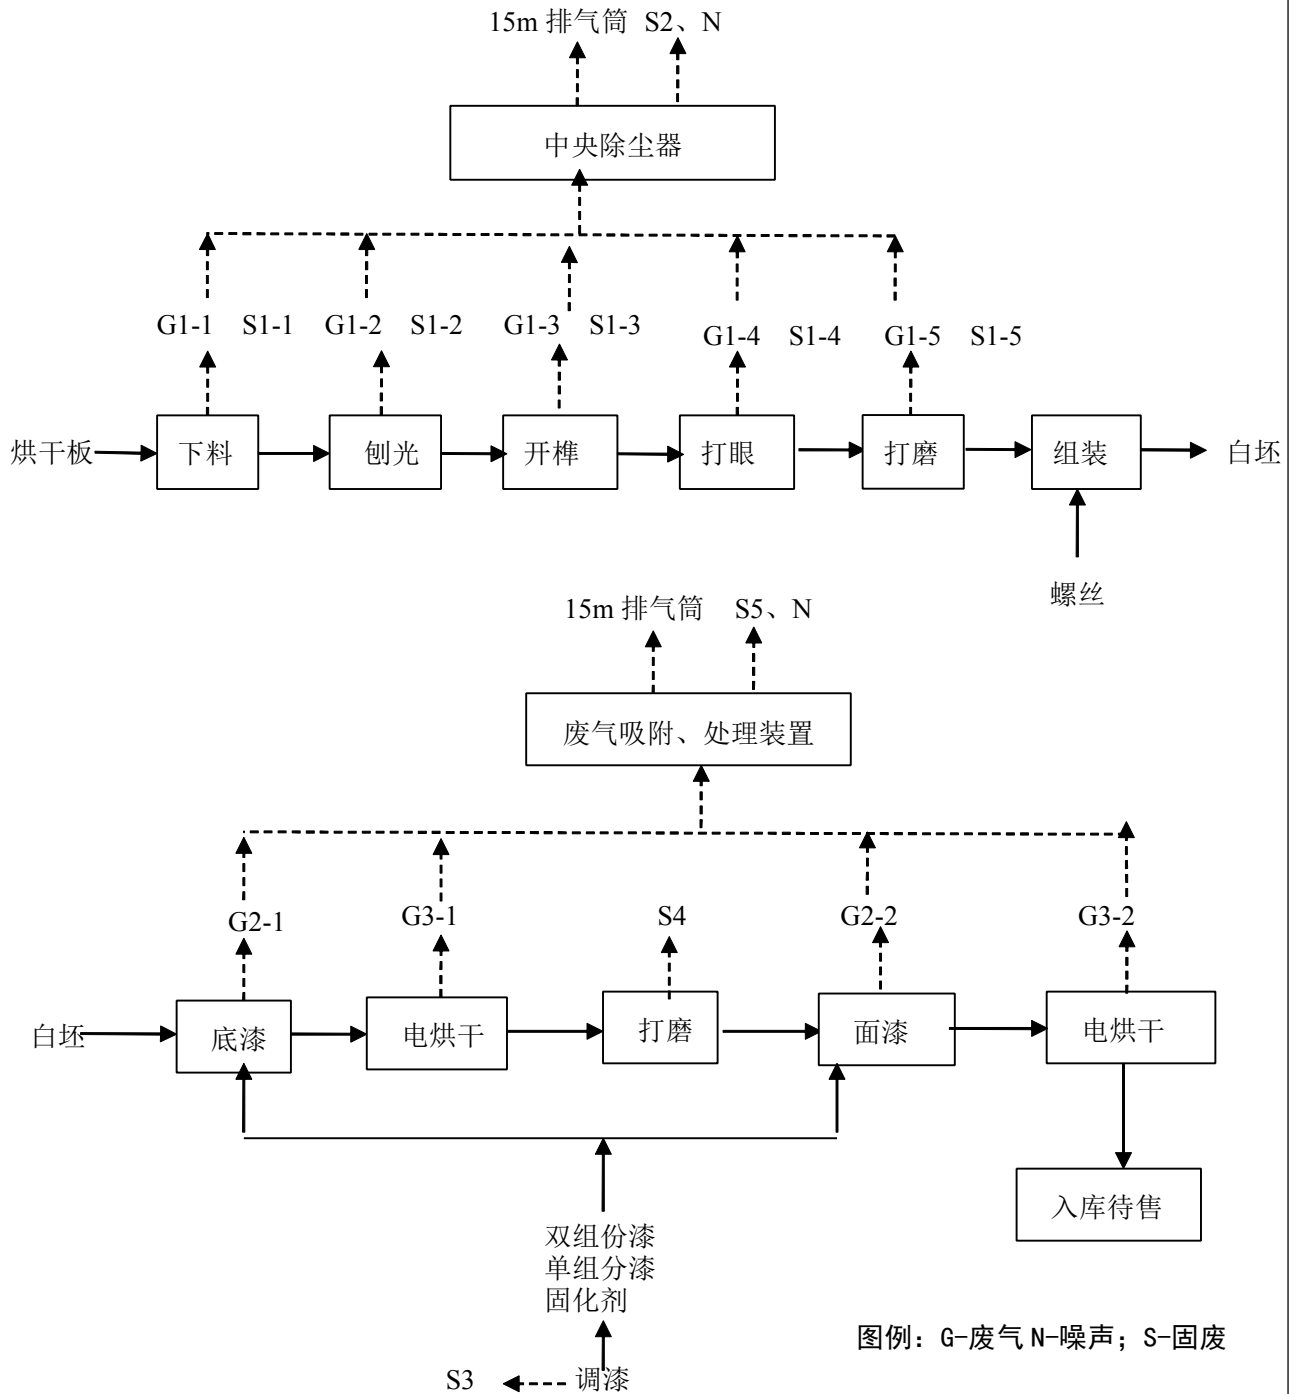 15m 排气筒 S2、N
中央除尘器
G1-1 S1-1 G1-2 S1-2 G1-3 S1-3 G1-4 S1-4 G1-5 S1-5
烘干板 下料 刨光 开榫 打眼 打磨 组装 白坯
螺丝
15m 排气筒 S5、N
废气吸附、处理装置
G2-1 G3-1 S4 G2-2 G3-2
白坯 底漆 电烘干 打磨 面漆 电烘干
入库待售
双组份漆
单组分漆
固化剂
图例：G-废气 N-噪声；S-固废
S3 调漆